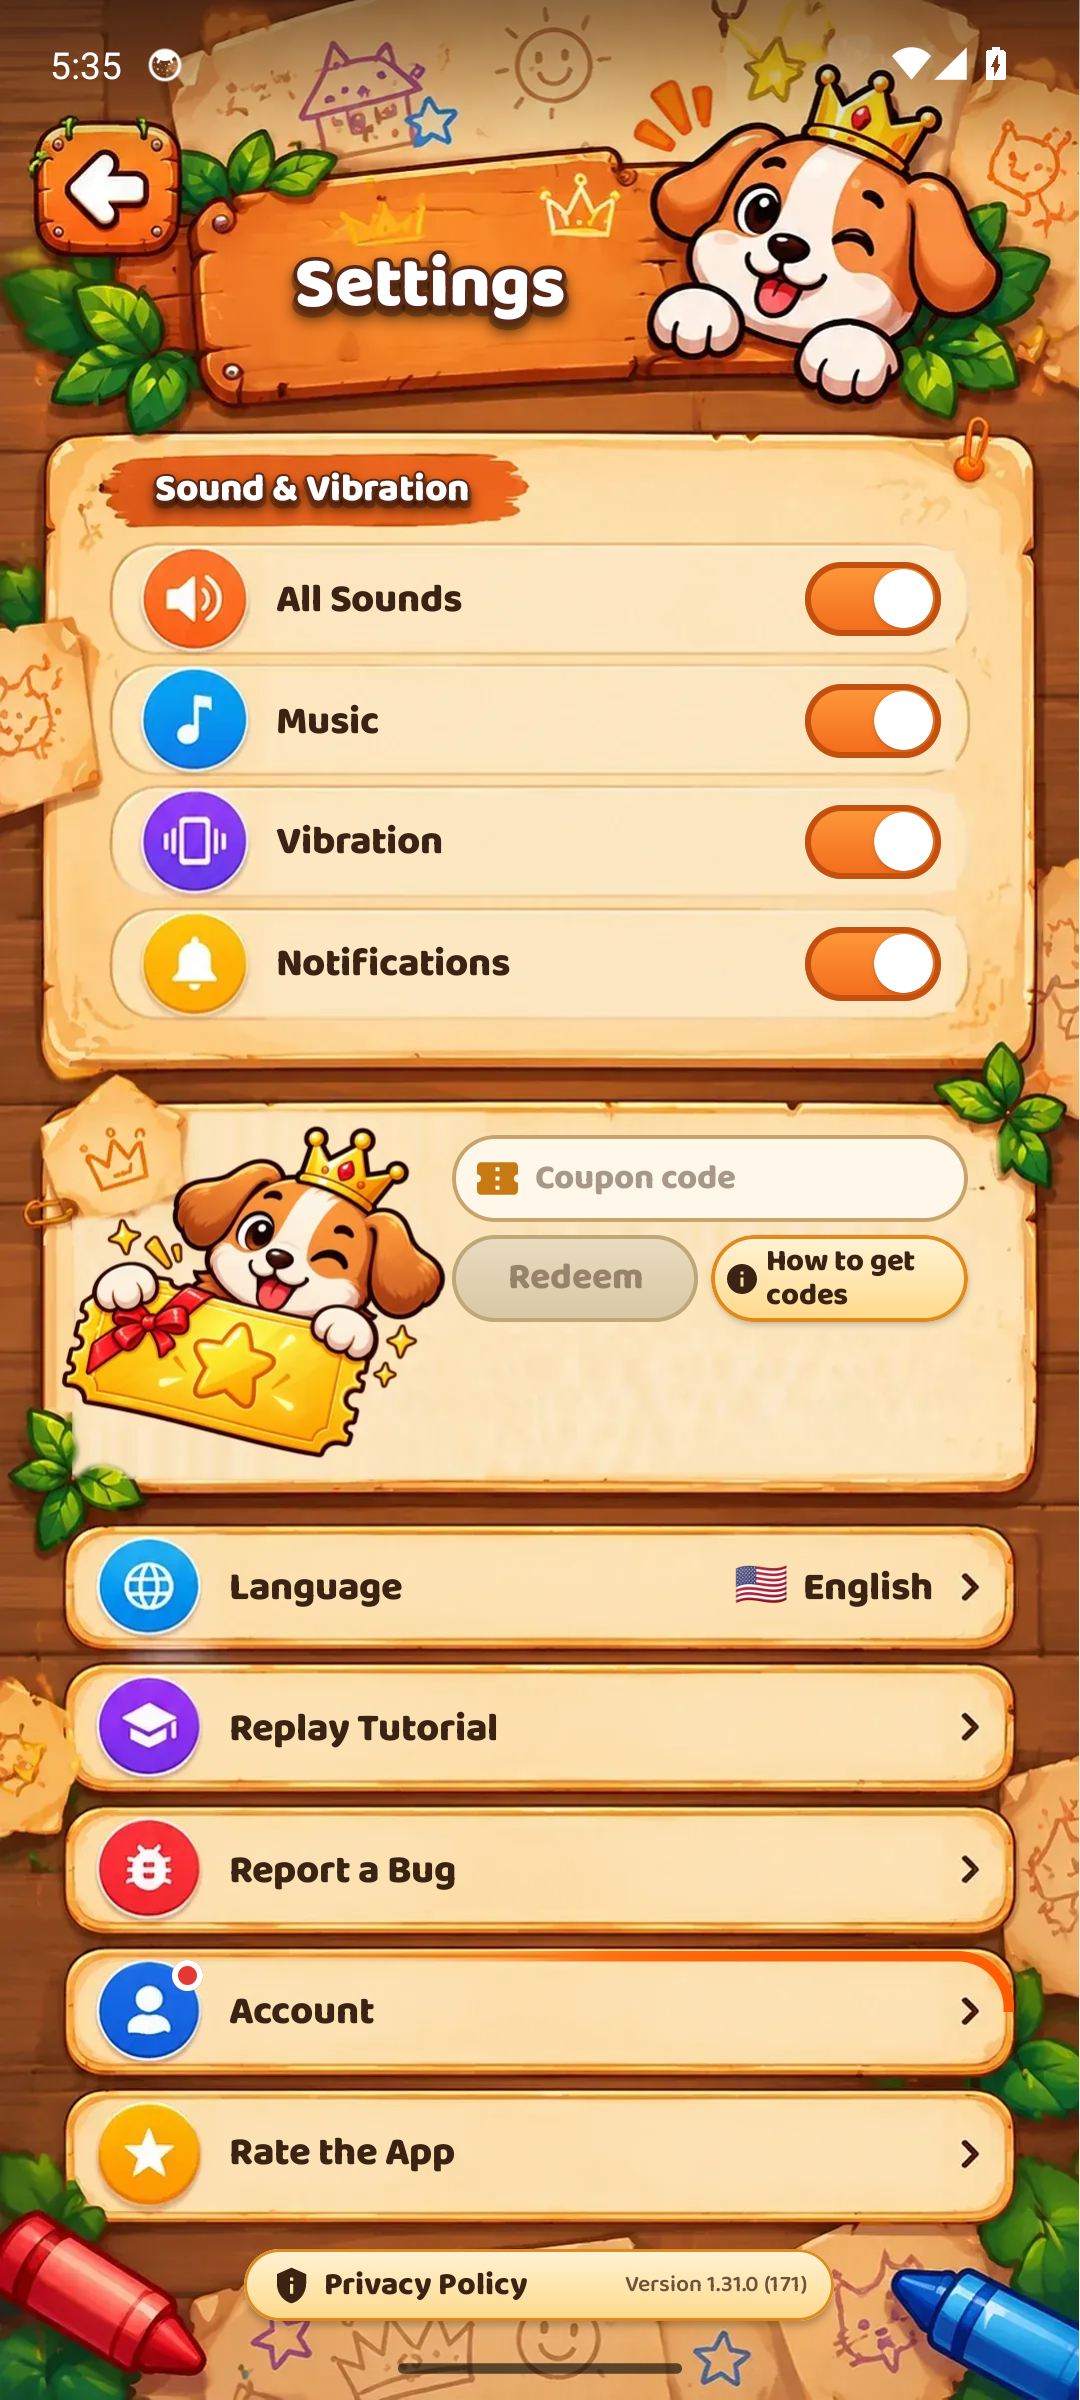 5:35
Settings
Sound & Vibration
All Sounds
Music
Vibration
Notifications
Coupon code
Redeem
How to get
codes
Language
English
Replay Tutorial
Report a Bug
Account
Rate the App
Privacy Policy
Version 1.31.0 (171)